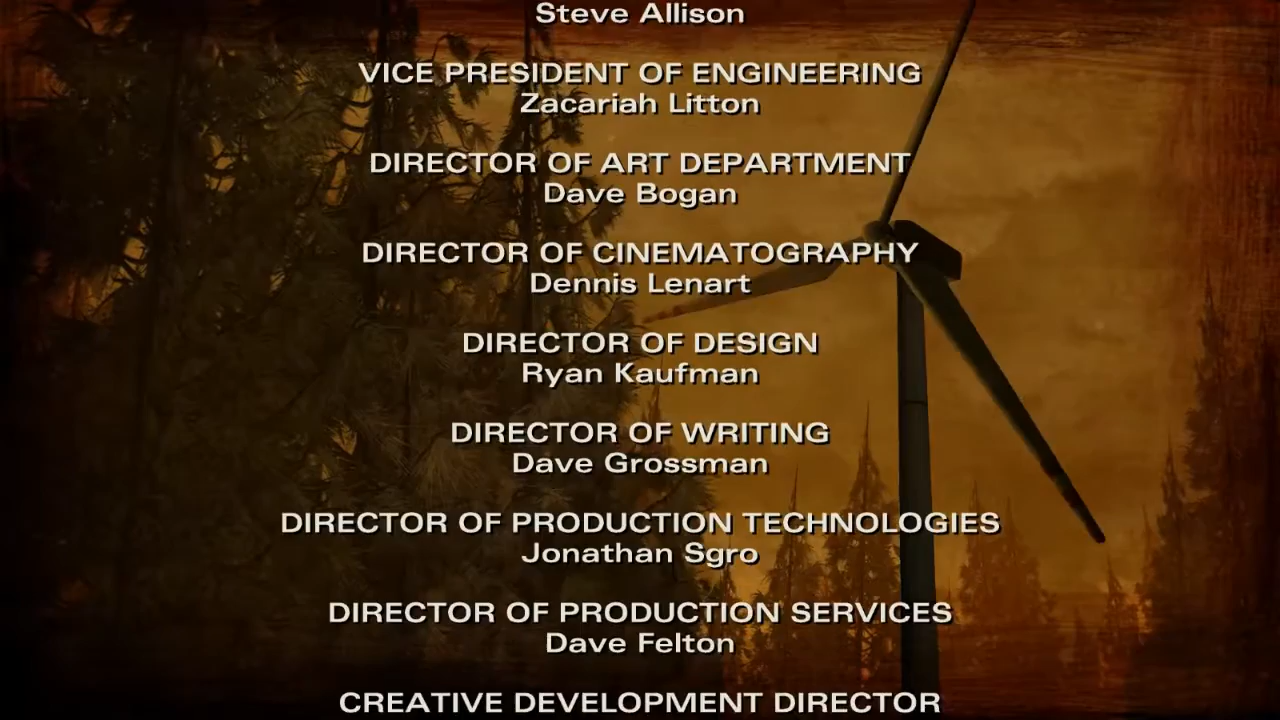 Steve Allison
VICE PRESIDENT OF ENGINEERING
Zacariah Litton
DIRECTOR OF ART DEPARTMENT
Dave Bogan
DIRECTOR OF CINEMATOGRAPHY
Dennis Lenart
DIRECTOR OF DESIGN
Ryan Kaufman
DIRECTOR OF WRITING
Dave Grossman
DIRECTOR OF PRODUCTION TECHNOLOGIES
Jonathan Sgro
DIRECTOR OF PRODUCTION SERVICES
Dave Felton
CREATIVE DEVELOPMENT DIRECTOR